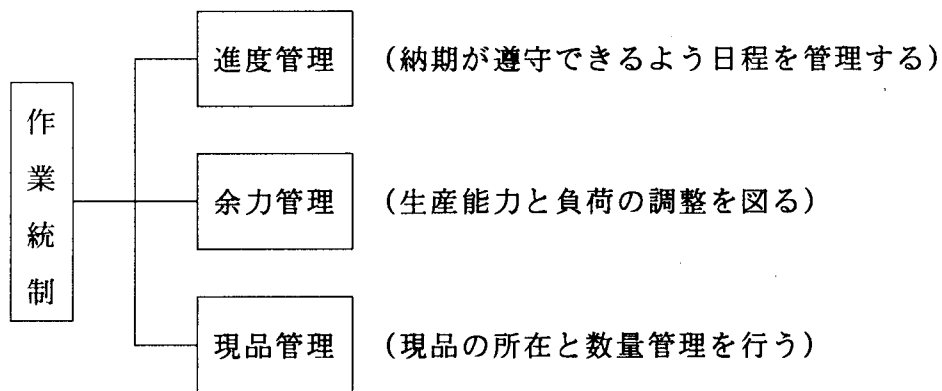 作業統制
進度管理 (納期が遵守できるよう日程を管理する)
余力管理 (生産能力と負荷の調整を図る)
現品管理 (現品の所在と数量管理を行う)